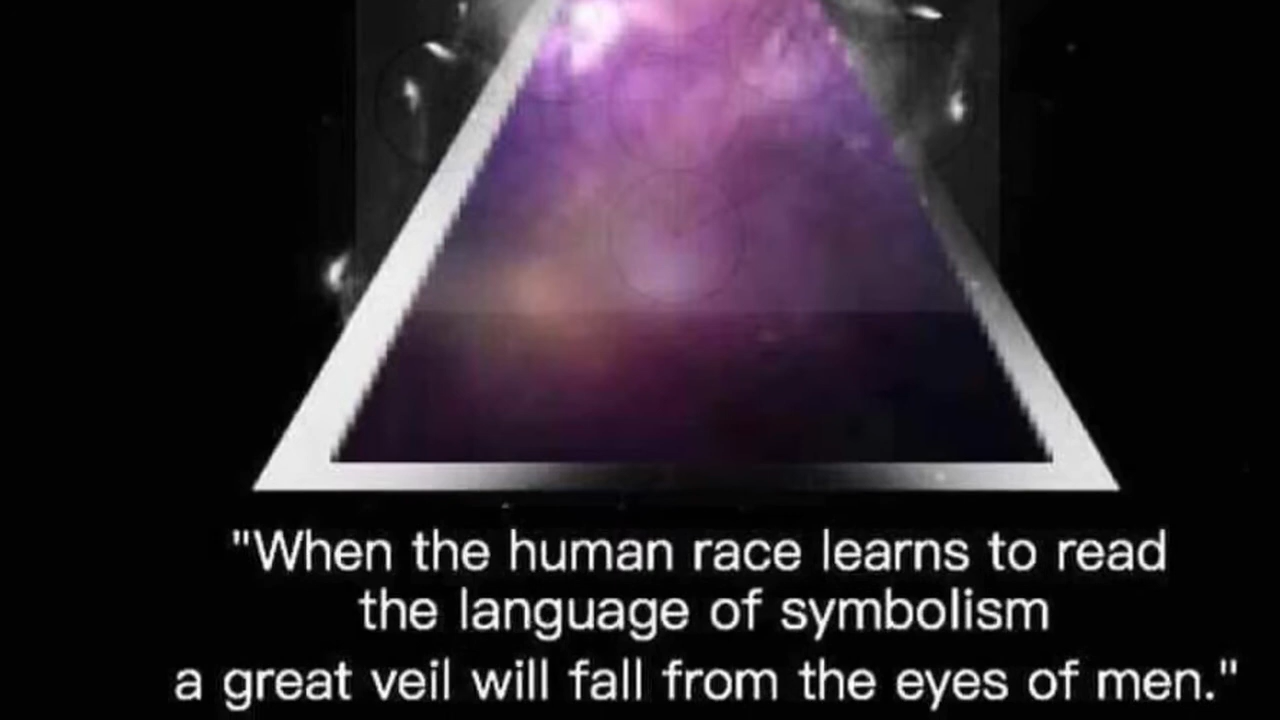 "When the human race learns to read
the language of symbolism
a great veil will fall from the eyes of men."